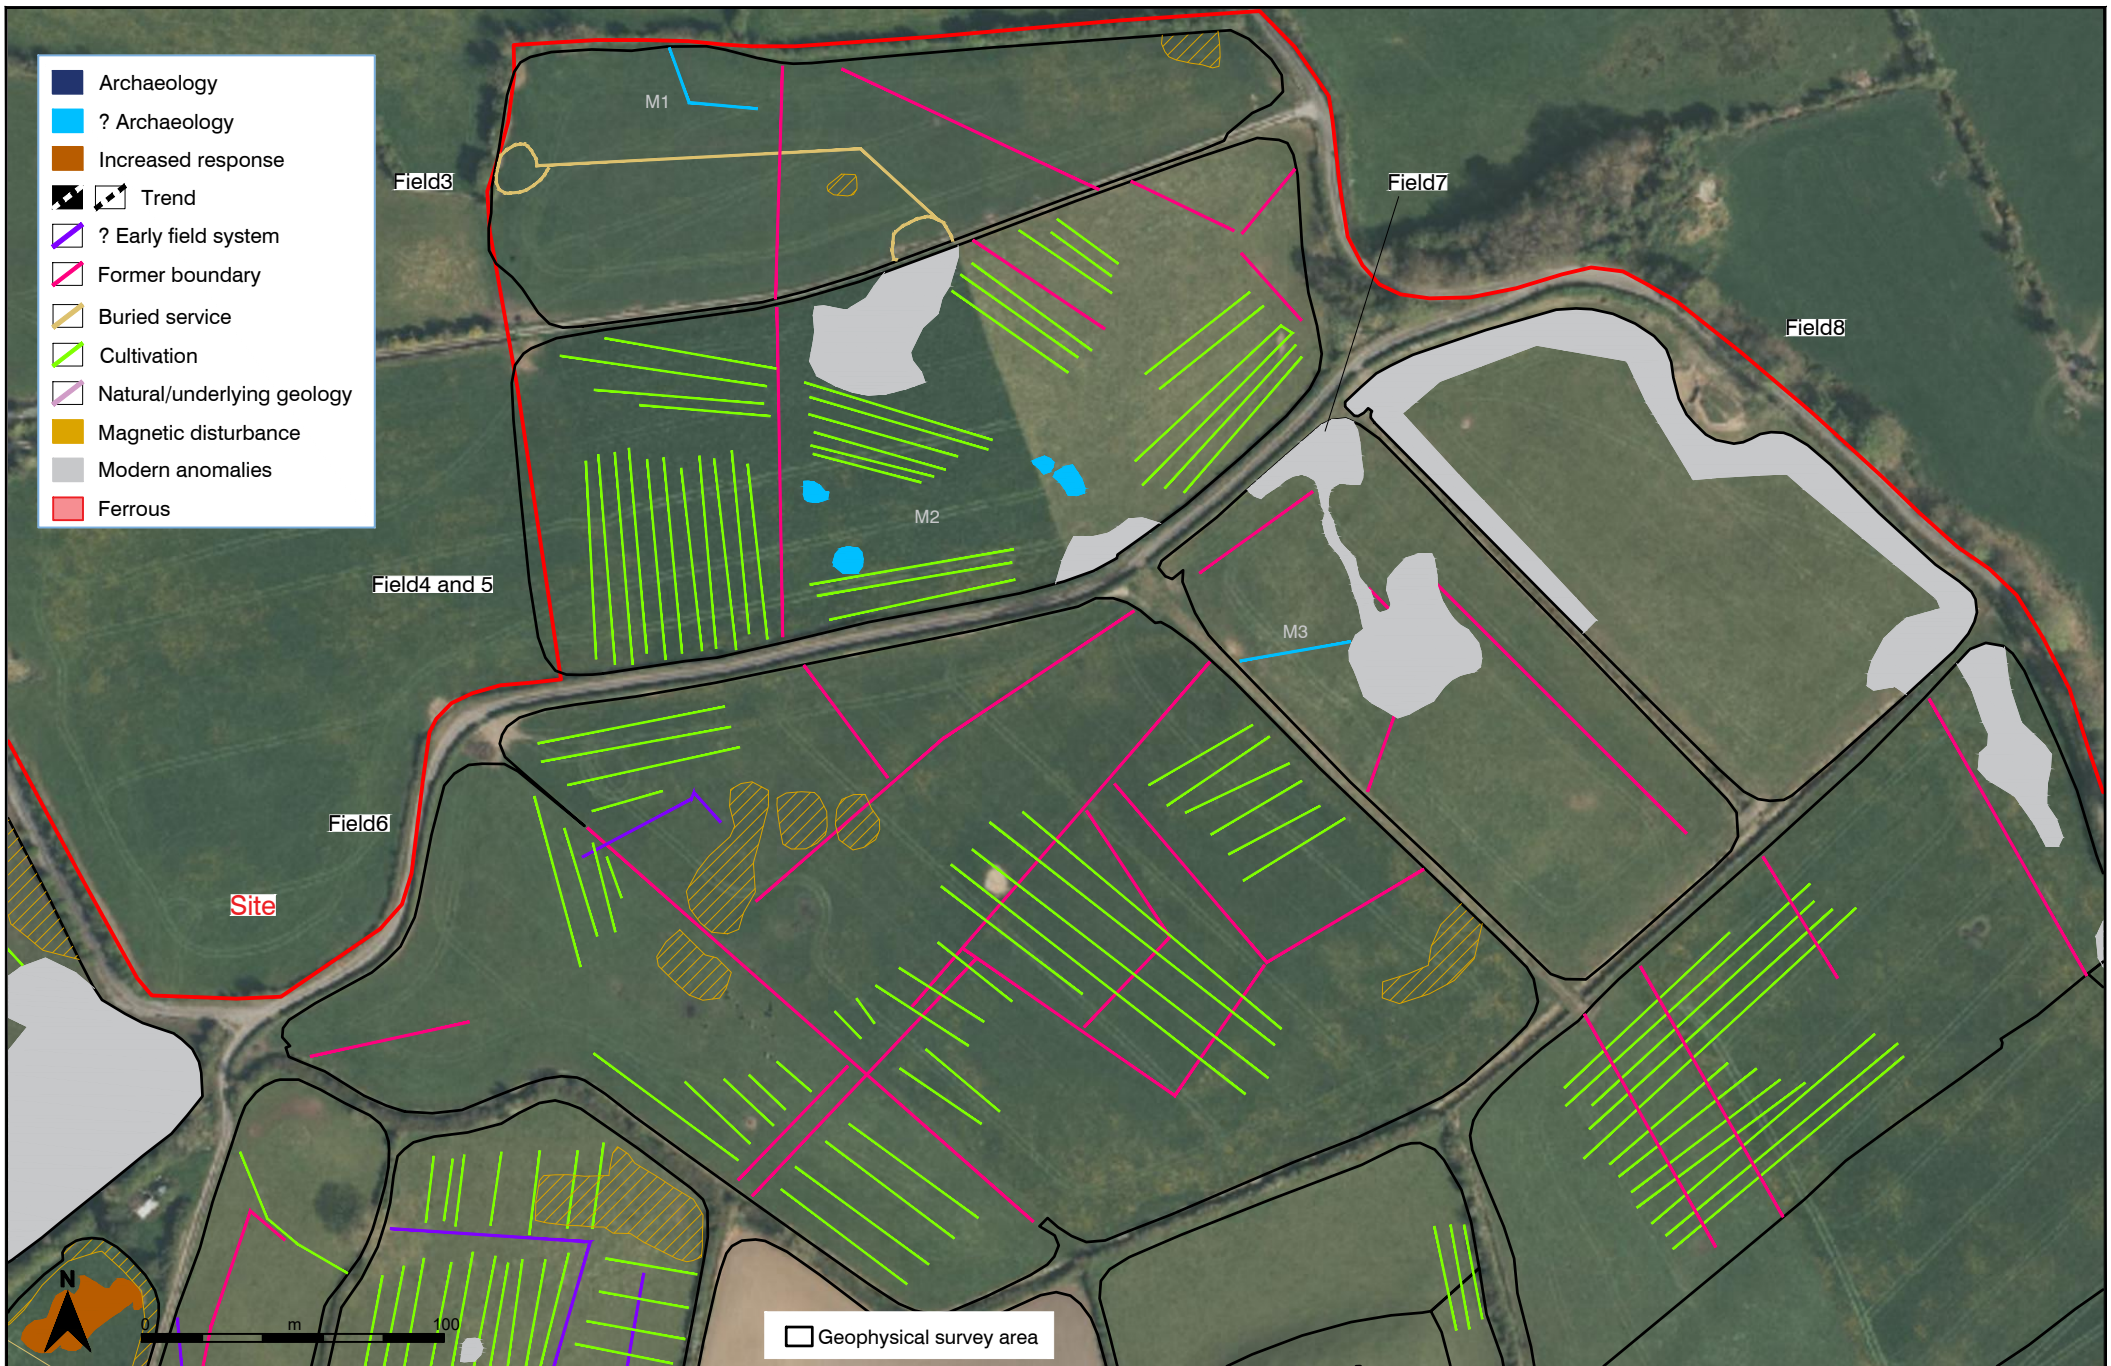 Archaeology
? Archaeology
Increased response
Trend
? Early field system
Former boundary
Buried service
Cultivation
Natural/underlying geology
Magnetic disturbance
Modern anomalies
Ferrous
M1
Field3
Field7
Field8
M2
Field4 and 5
M3
Field6
Site
N
0 m 100
Geophysical survey area